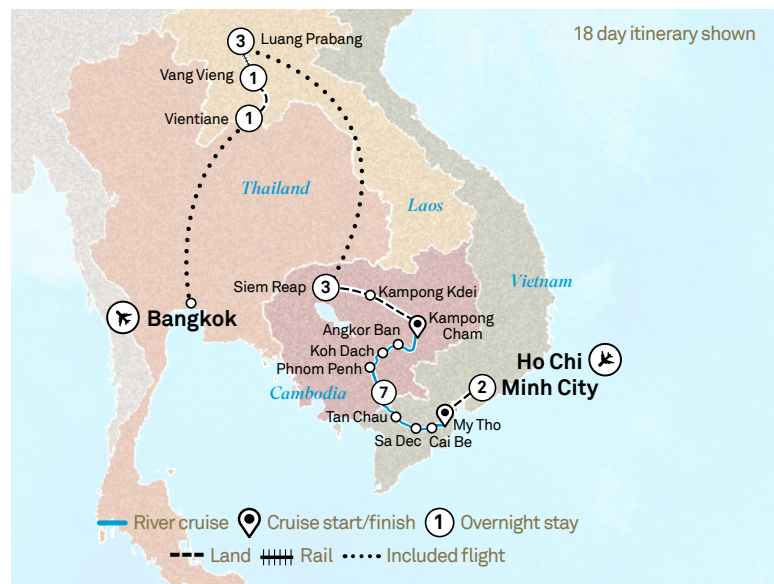 18 day itinerary shown
3
Luang Prabang
Vang Vieng
1
Vientiane
1
Thailand
Laos
Vietnam
Siem Reap
3
Kampong Kdei
Bangkok
Kampong
Cham
Angkor Ban
Koh Dach
Phnom Penh
Ho Chi
Minh City
2
Cambodia
7
Tan Chau
My Tho
Sa Dec
Cai Be
River cruise
Cruise start/finish
1
Overnight stay
Land
Rail
Included flight